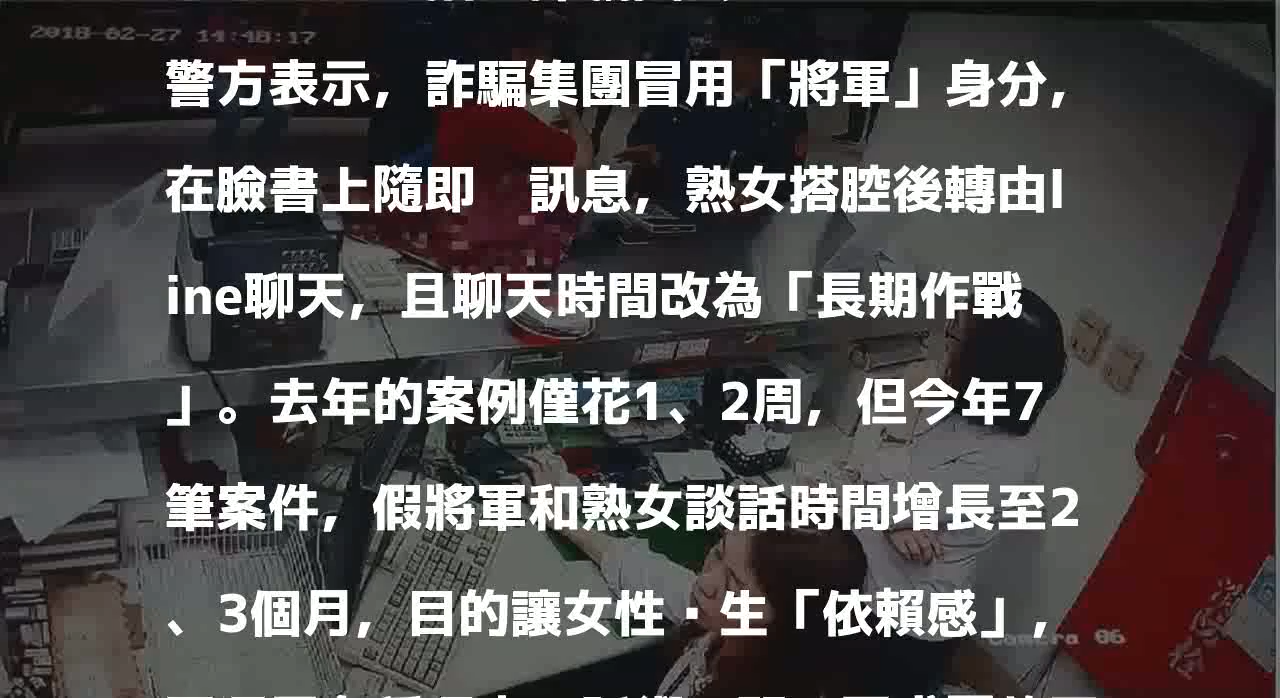 2018-02-27 14:48:17
警方表示，詐騙集團冒用「將軍」身分，
在臉書上隨即　訊息，熟女搭腔後轉由l
ine聊天，且聊天時間改為「長期作戰
」。去年的案例僅花1、2周，但今年7
筆案件，假將軍和熟女談話時間增長至2
、3個月，目的讓女性·生「依賴感」，
Camera 06